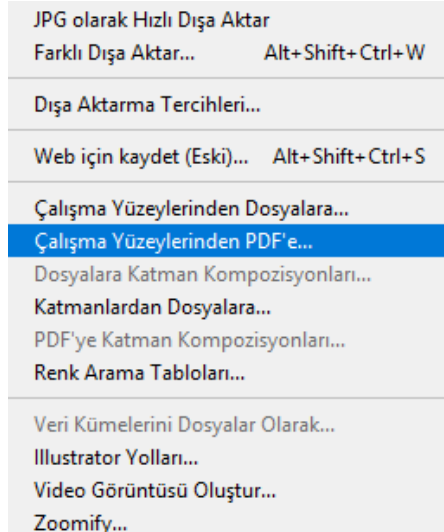 JPG olarak Hızlı Dışa Aktar
Farklı Dışa Aktar... Alt+Shift+Ctrl+W
Dışa Aktarma Tercihleri...
Web için kaydet (Eski)... Alt+Shift+Ctrl+S
Çalışma Yüzeylerinden Dosyalara...
Çalışma Yüzeylerinden PDF'e...
Dosyalara Katman Kompozisyonları...
Katmanlardan Dosyalara...
PDF'ye Katman Kompozisyonları...
Renk Arama Tabloları...
Veri Kümelerini Dosyalar Olarak...
Illustrator Yolları...
Video Görüntüsü Oluştur...
Zoomify...